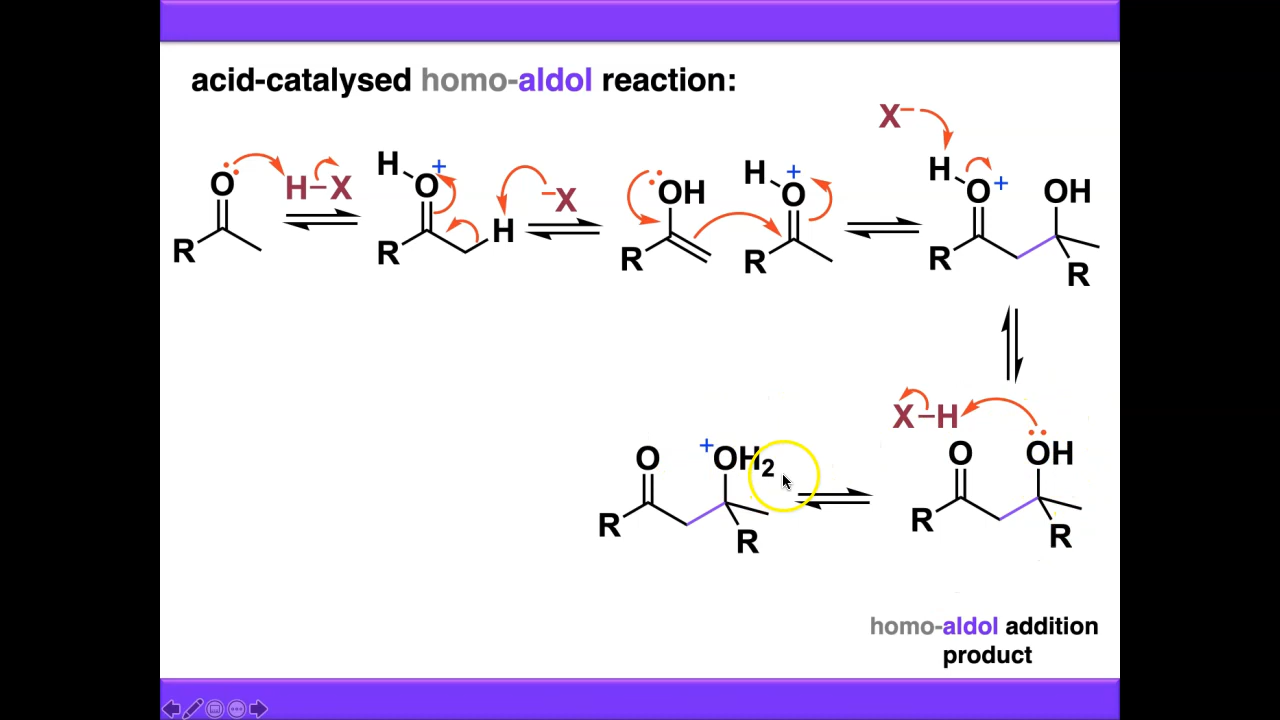 acid-catalysed homo-aldol reaction:
O
H–X
R
H
O+
H
R
–X
OH
R
H
O+
R
X–
H
O+
OH
R
R
O
+OH2
R
R
X–H
O
OH
R
R
homo-aldol addition
product